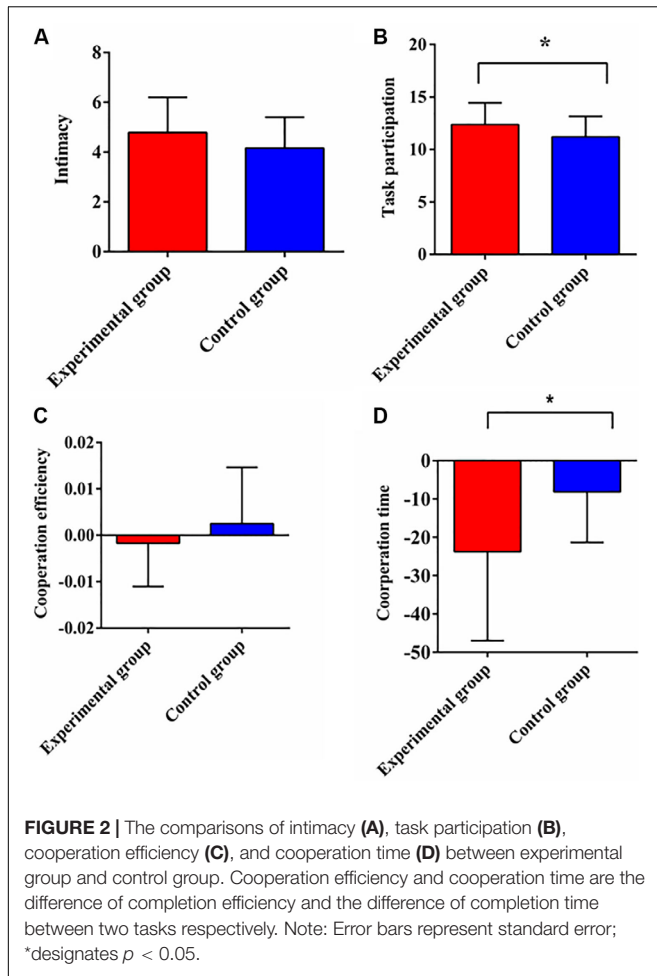 A
8
6
4
2
0
Intimacy
Experimental group
Control group
B
*
20
15
10
5
0
Task participation
Experimental group
Control group
C
0.02
0.01
0.00
-0.01
-0.02
Cooperation efficiency
Experimental group
Control group
D
*
0
-10
-20
-30
-40
-50
Coorperation time
Experimental group
Control group
FIGURE 2 | The comparisons of intimacy (A), task participation (B),
cooperation efficiency (C), and cooperation time (D) between experimental
group and control group. Cooperation efficiency and cooperation time are the
difference of completion efficiency and the difference of completion time
between two tasks respectively. Note: Error bars represent standard error;
*designates p < 0.05.